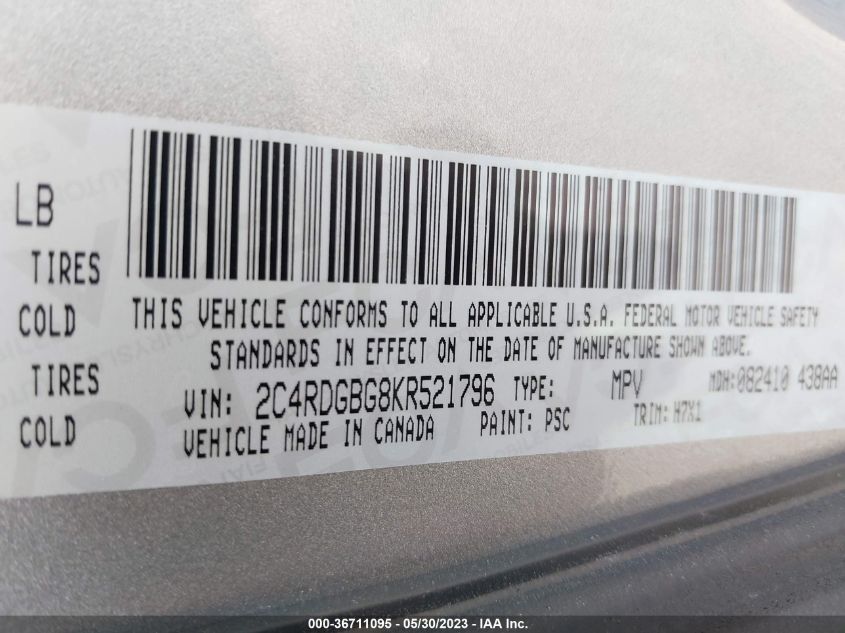 LB
TIRES
COLD
TIRES
COLD
THIS VEHICLE CONFORMS TO ALL APPLICABLE U.S.A. FEDERAL MOTOR VEHICLE SAFETY
STANDARDS IN EFFECT ON THE DATE OF MANUFACTURE SHOWN ABOVE.
VIN: 2C4RDGBG8KR521796 TYPE: MPV MDH:082410 438AA
VEHICLE MADE IN CANADA PAINT: PSC TRIM: H7X1
000-36711095 - 05/30/2023 - IAA Inc.